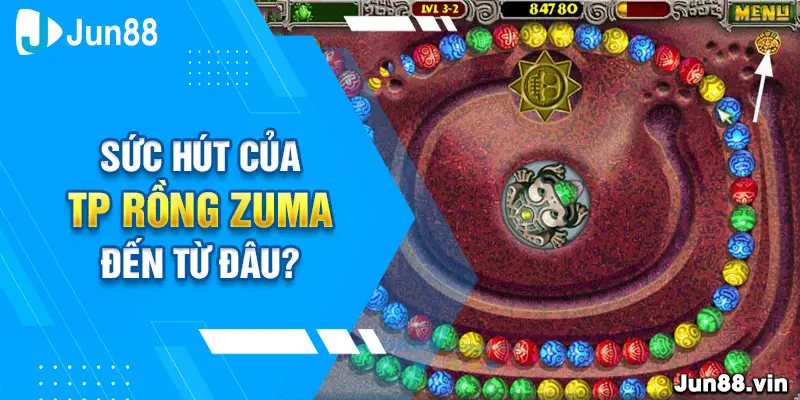 Jun88
SỨC HÚT CỦA
TP RỒNG ZUMA
ĐẾN TỪ ĐÂU?
LVL 3-2
84780
MENU
Jun88.vin